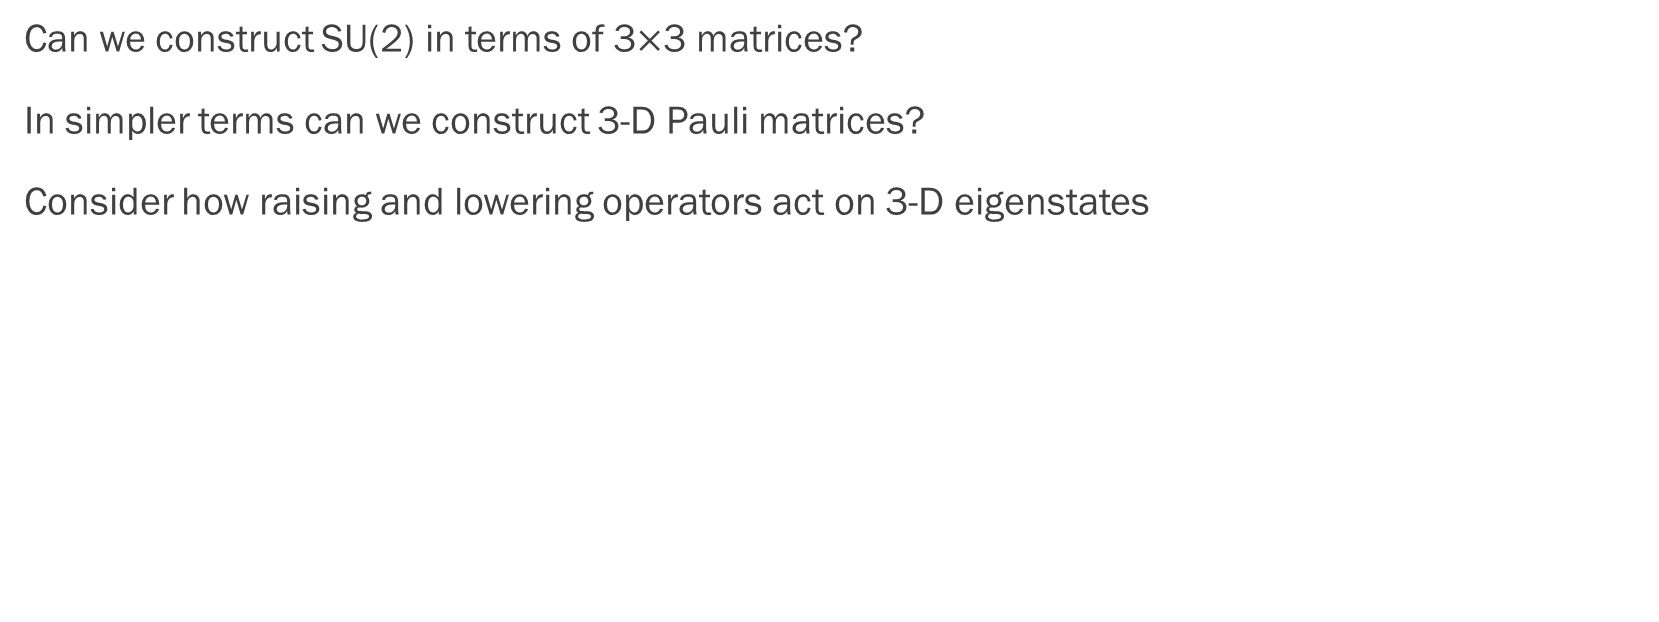 Can we construct SU(2) in terms of 3×3 matrices?
In simpler terms can we construct 3-D Pauli matrices?
Consider how raising and lowering operators act on 3-D eigenstates